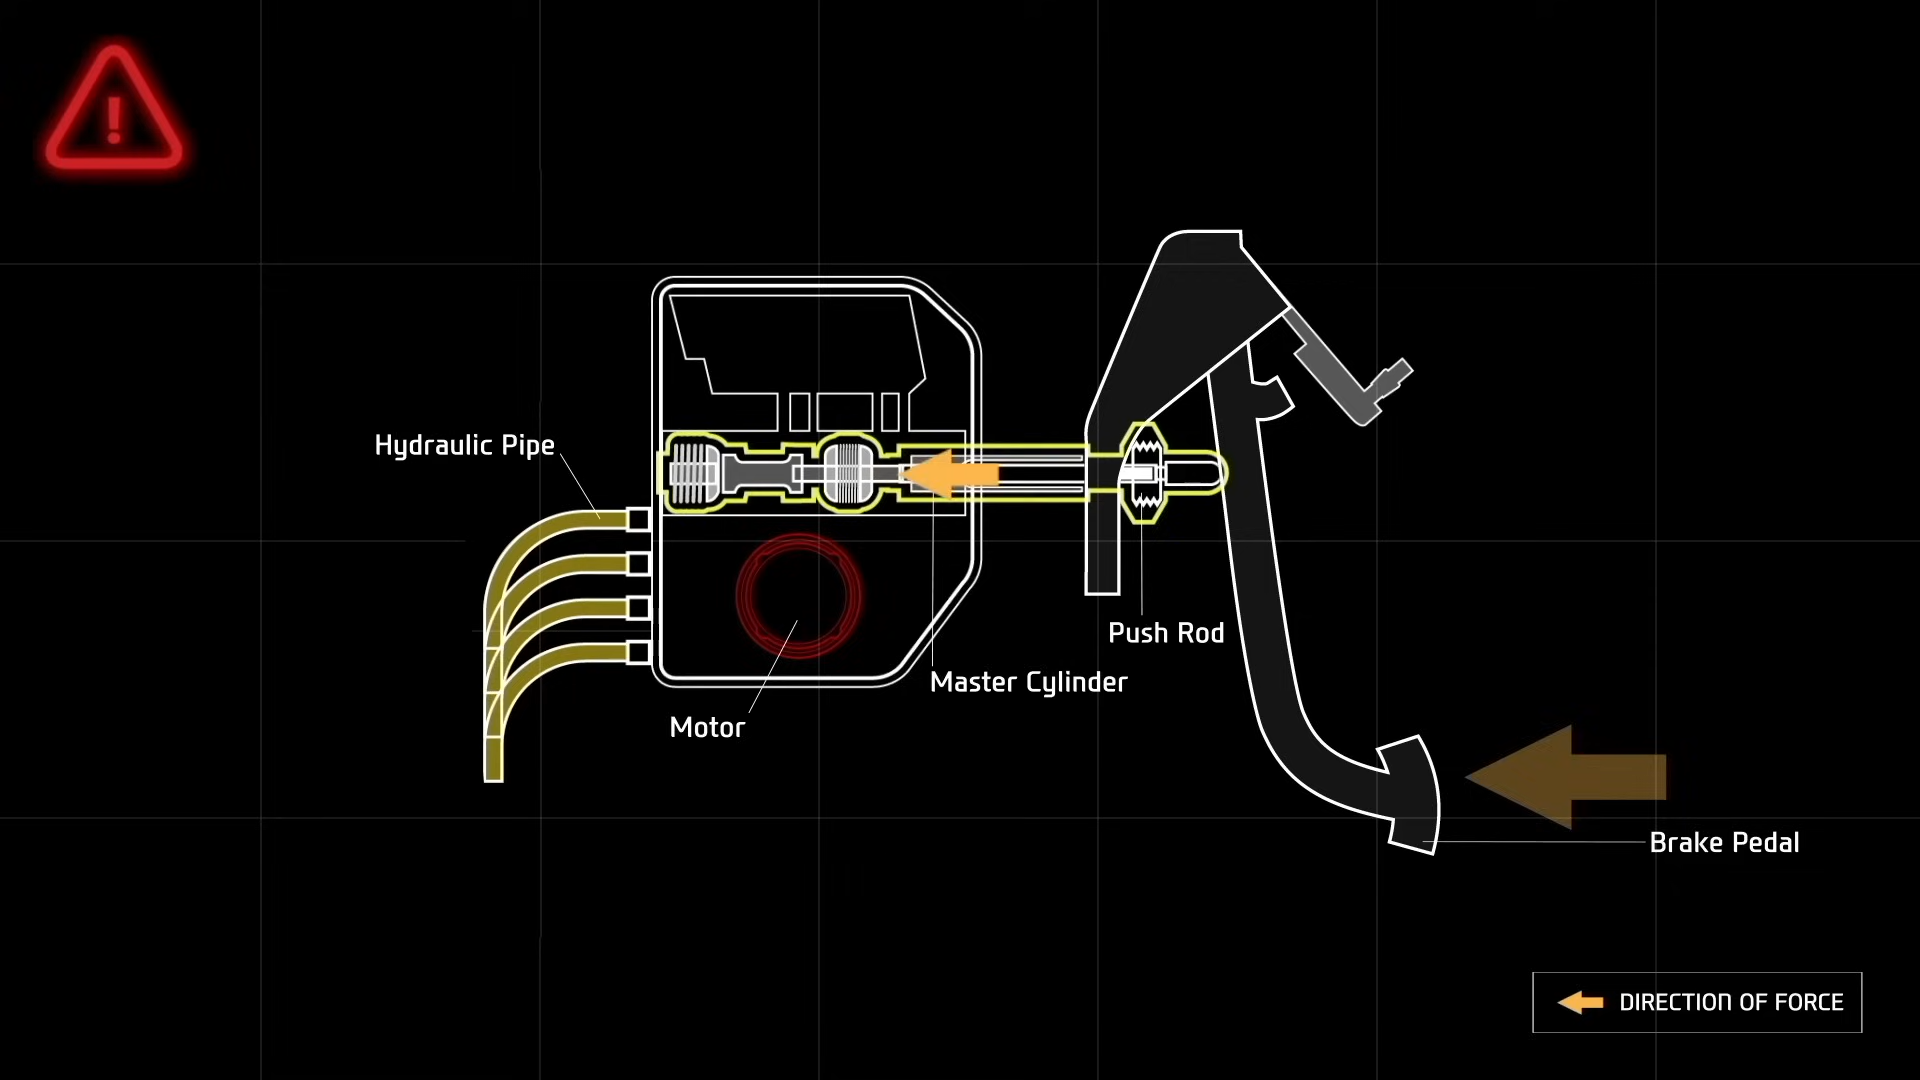 !
Hydraulic Pipe
Push Rod
Master Cylinder
Motor
Brake Pedal
DIRECTION OF FORCE